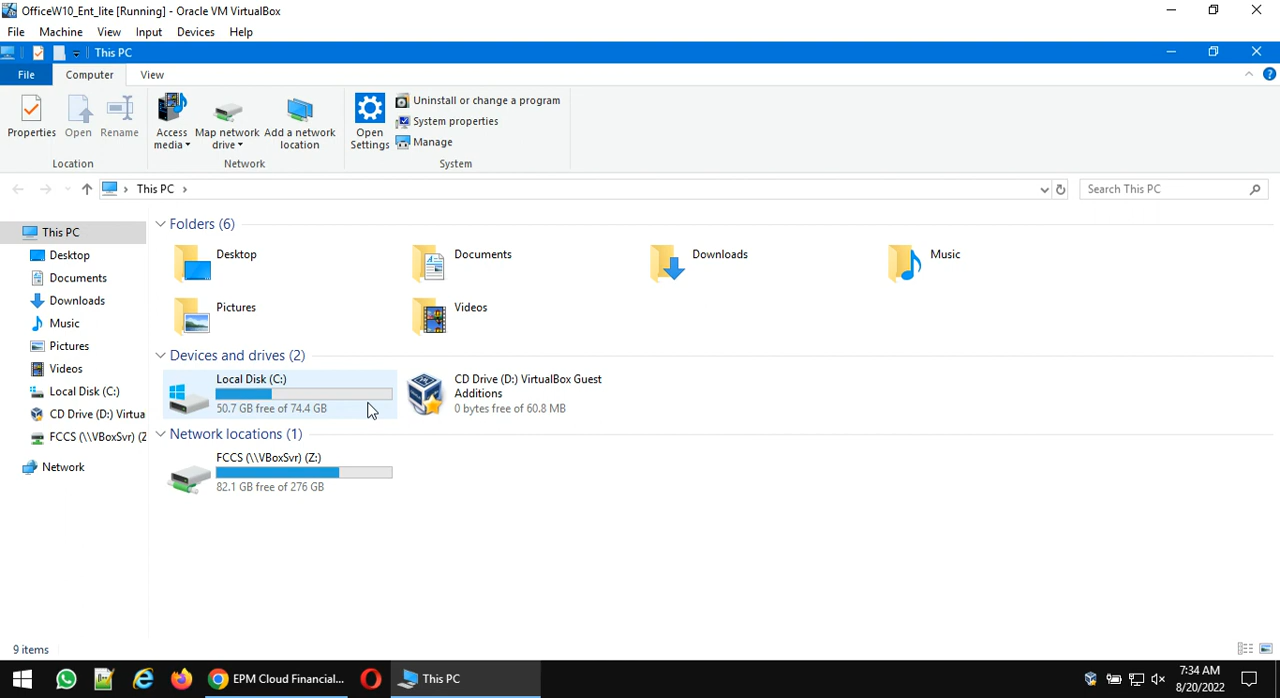 OfficeW10_Ent_lite [Running] - Oracle VM VirtualBox
File Machine View Input Devices Help
This PC
File Computer View
Properties Open Rename Access media Map network drive Add a network location Open Settings Uninstall or change a program
System properties
Manage
Location Network System
This PC Search This PC
This PC
Desktop
Documents
Downloads
Music
Pictures
Videos
Local Disk (C:)
CD Drive (D:) Virtua
FCCS (\\VBoxSvr) (Z
Network
Folders (6)
Desktop Documents Downloads Music
Pictures Videos
Devices and drives (2)
Local Disk (C:)
50.7 GB free of 74.4 GB
CD Drive (D:) VirtualBox Guest
Additions
0 bytes free of 60.8 MB
Network locations (1)
FCCS (\\VBoxSvr) (Z:)
82.1 GB free of 276 GB
9 items
EPM Cloud Financial... This PC
7:34 AM
8/20/2022